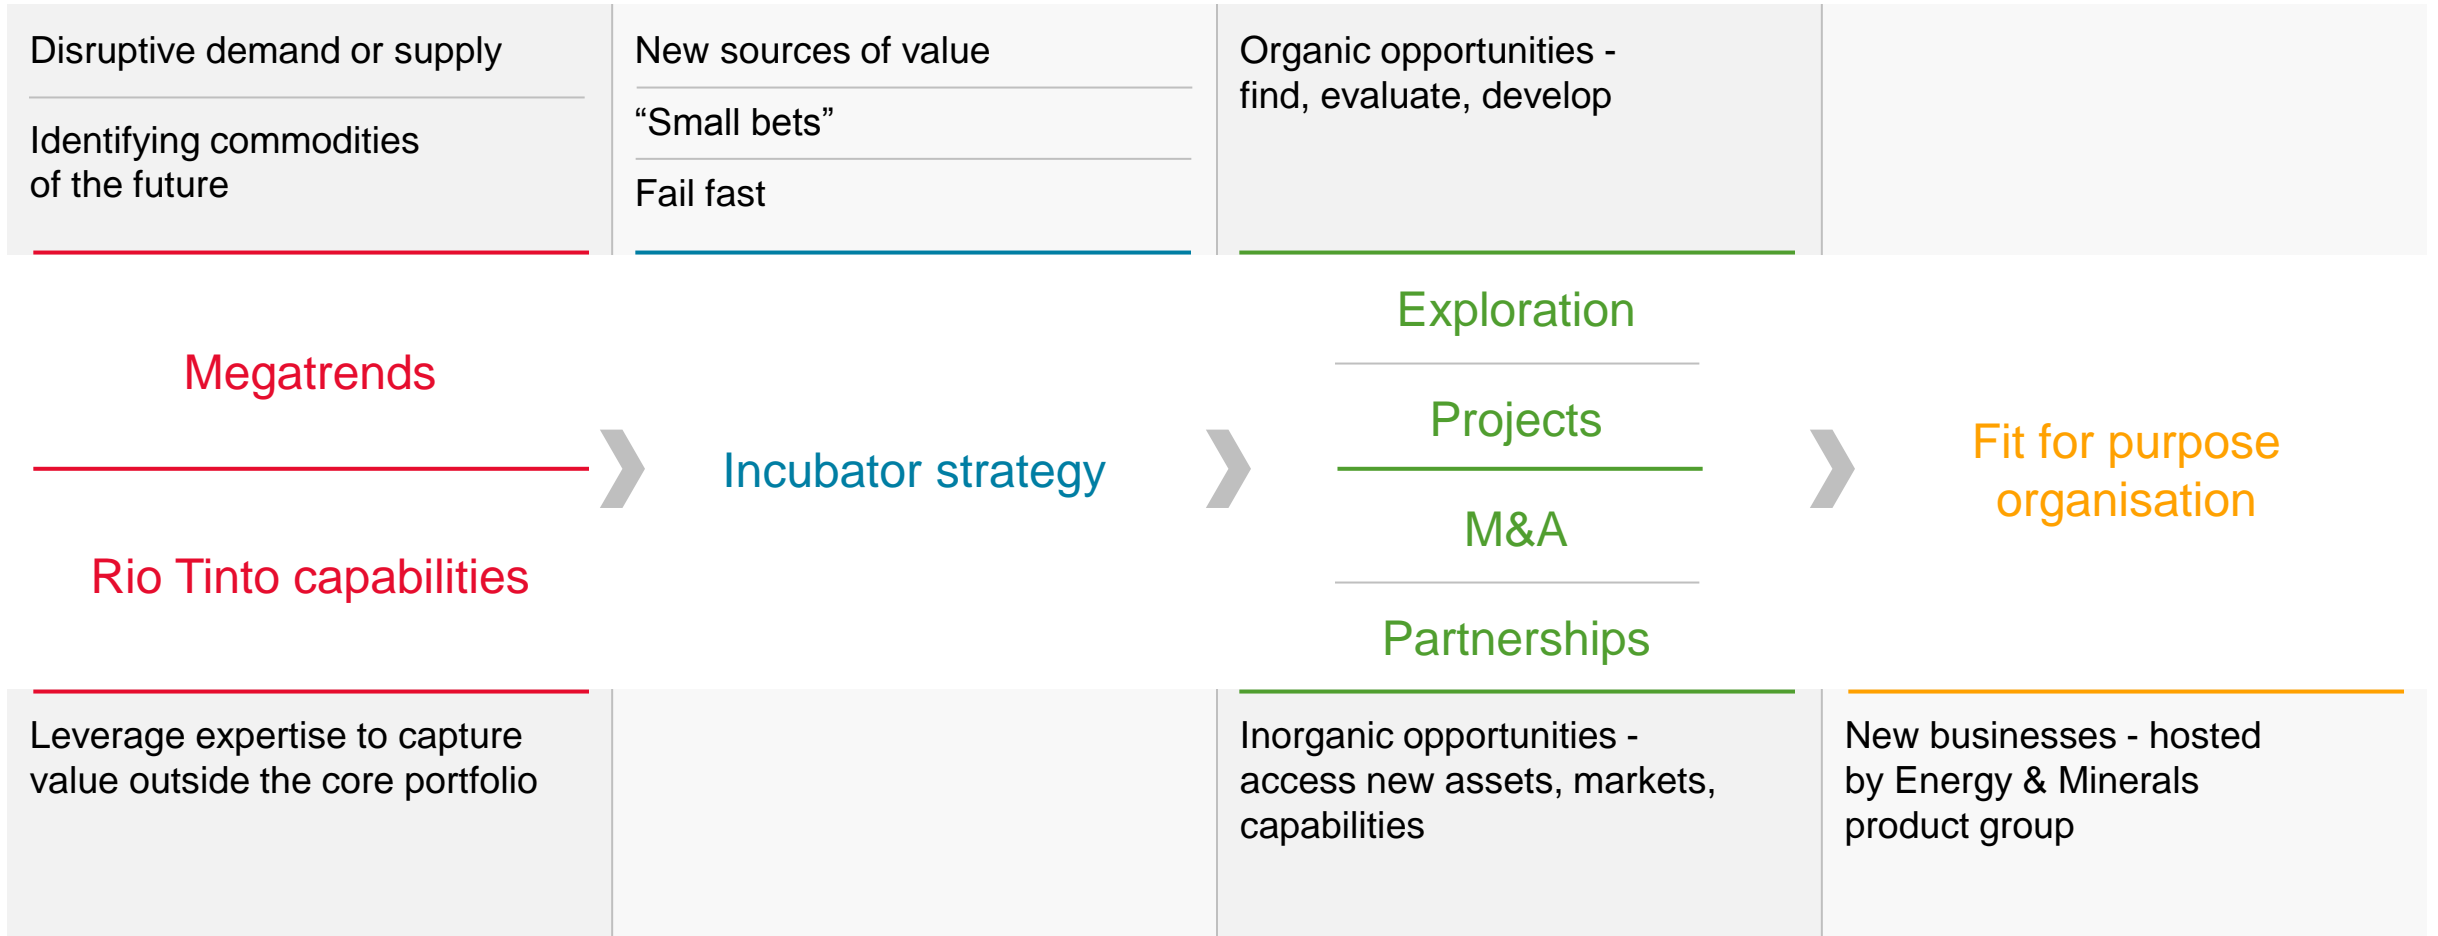 Disruptive demand or supply
Identifying commodities
of the future
New sources of value
“Small bets”
Fail fast
Organic opportunities -
find, evaluate, develop
Megatrends
Rio Tinto capabilities
Incubator strategy
Exploration
Projects
M&A
Partnerships
Fit for purpose
organisation
Leverage expertise to capture
value outside the core portfolio
Inorganic opportunities -
access new assets, markets,
capabilities
New businesses - hosted
by Energy & Minerals
product group